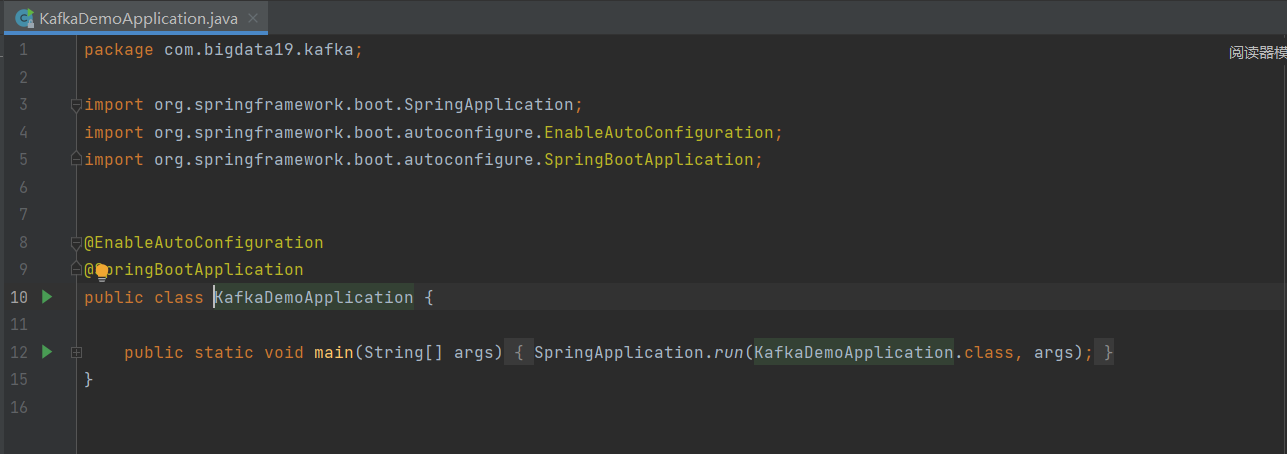 KafkaDemoApplication.java
1 package com.bigdata19.kafka;
阅读器模
2
3 import org.springframework.boot.SpringApplication;
4 import org.springframework.boot.autoconfigure.EnableAutoConfiguration;
5 import org.springframework.boot.autoconfigure.SpringBootApplication;
6
7
8 @EnableAutoConfiguration
9 @SpringBootApplication
10 public class KafkaDemoApplication {
11
12 public static void main(String[] args) { SpringApplication.run(KafkaDemoApplication.class, args); }
15 }
16